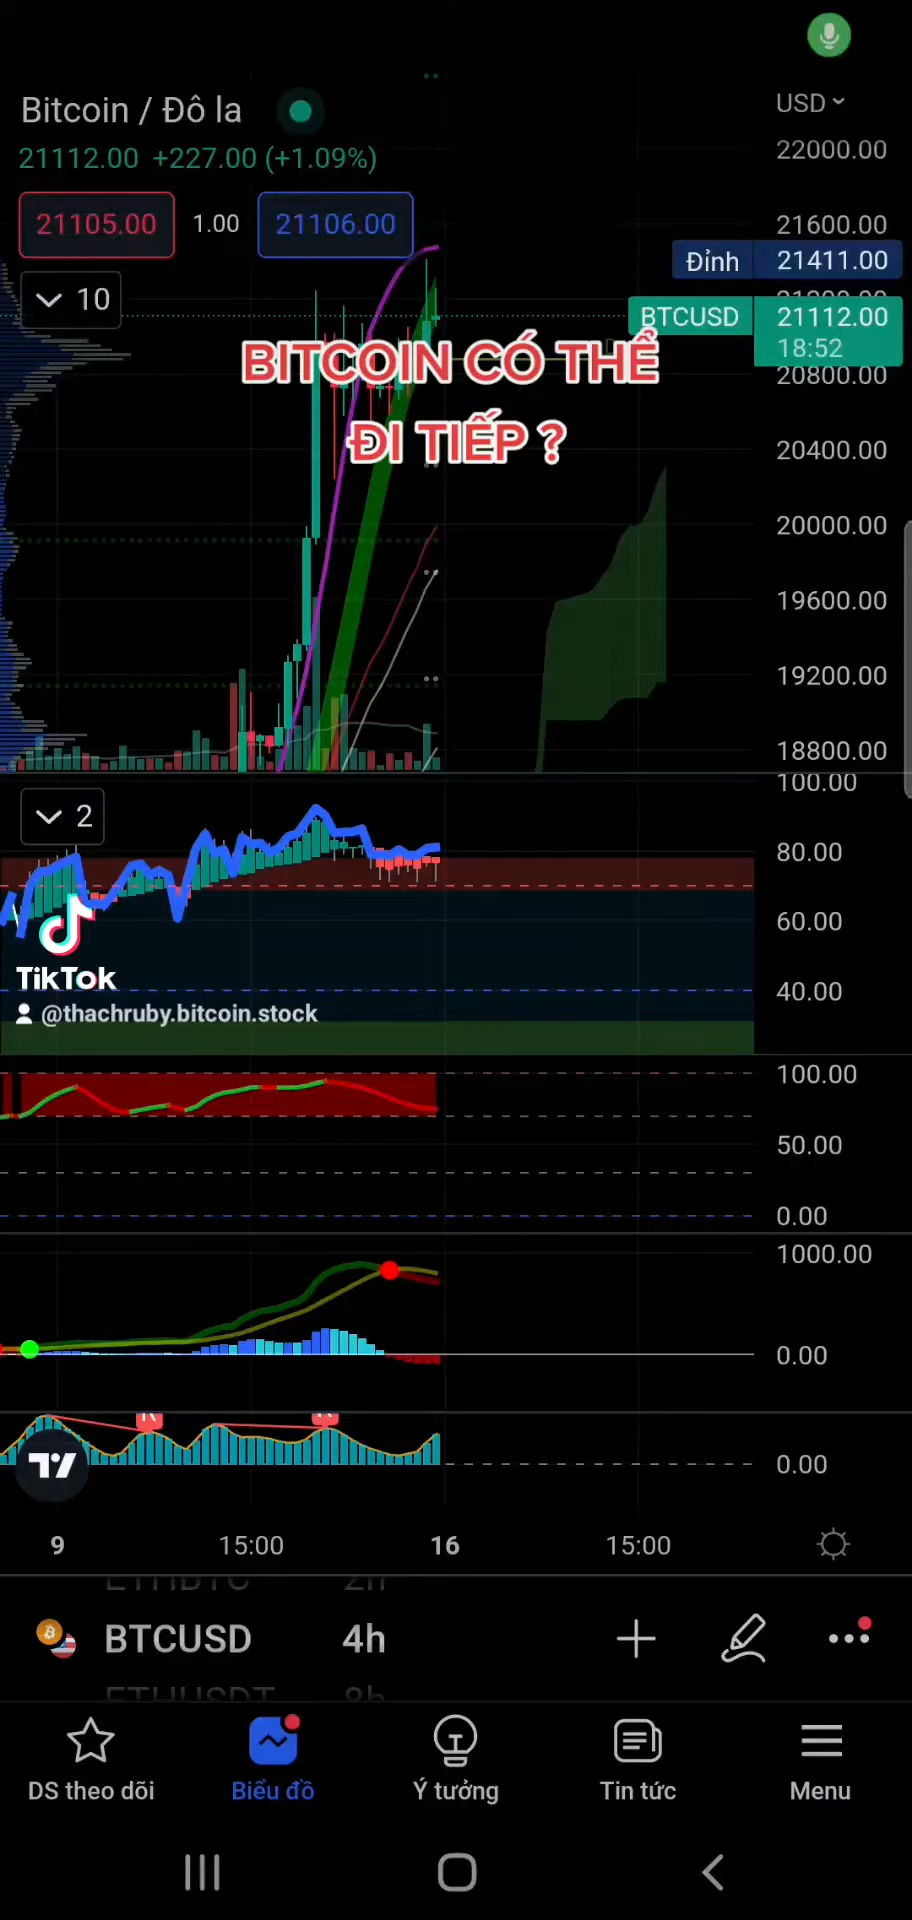 Bitcoin / Đô la
USD
21112.00 +227.00 (+1.09%)
22000.00
21105.00 1.00 21106.00
21600.00
Đỉnh 21411.00
10
BTCUSD 21112.00
18:52
20800.00
BITCOIN CÓ THỂ
ĐI TIẾP ?
20400.00
20000.00
19600.00
19200.00
18800.00
100.00
2
80.00
60.00
TikTok
40.00
@thachruby.bitcoin.stock
100.00
50.00
0.00
1000.00
0.00
0.00
9 15:00 16 15:00
ETHBTC 2h
BTCUSD 4h
ETHUSDT 8h
DS theo dõi Biểu đồ Ý tưởng Tin tức Menu